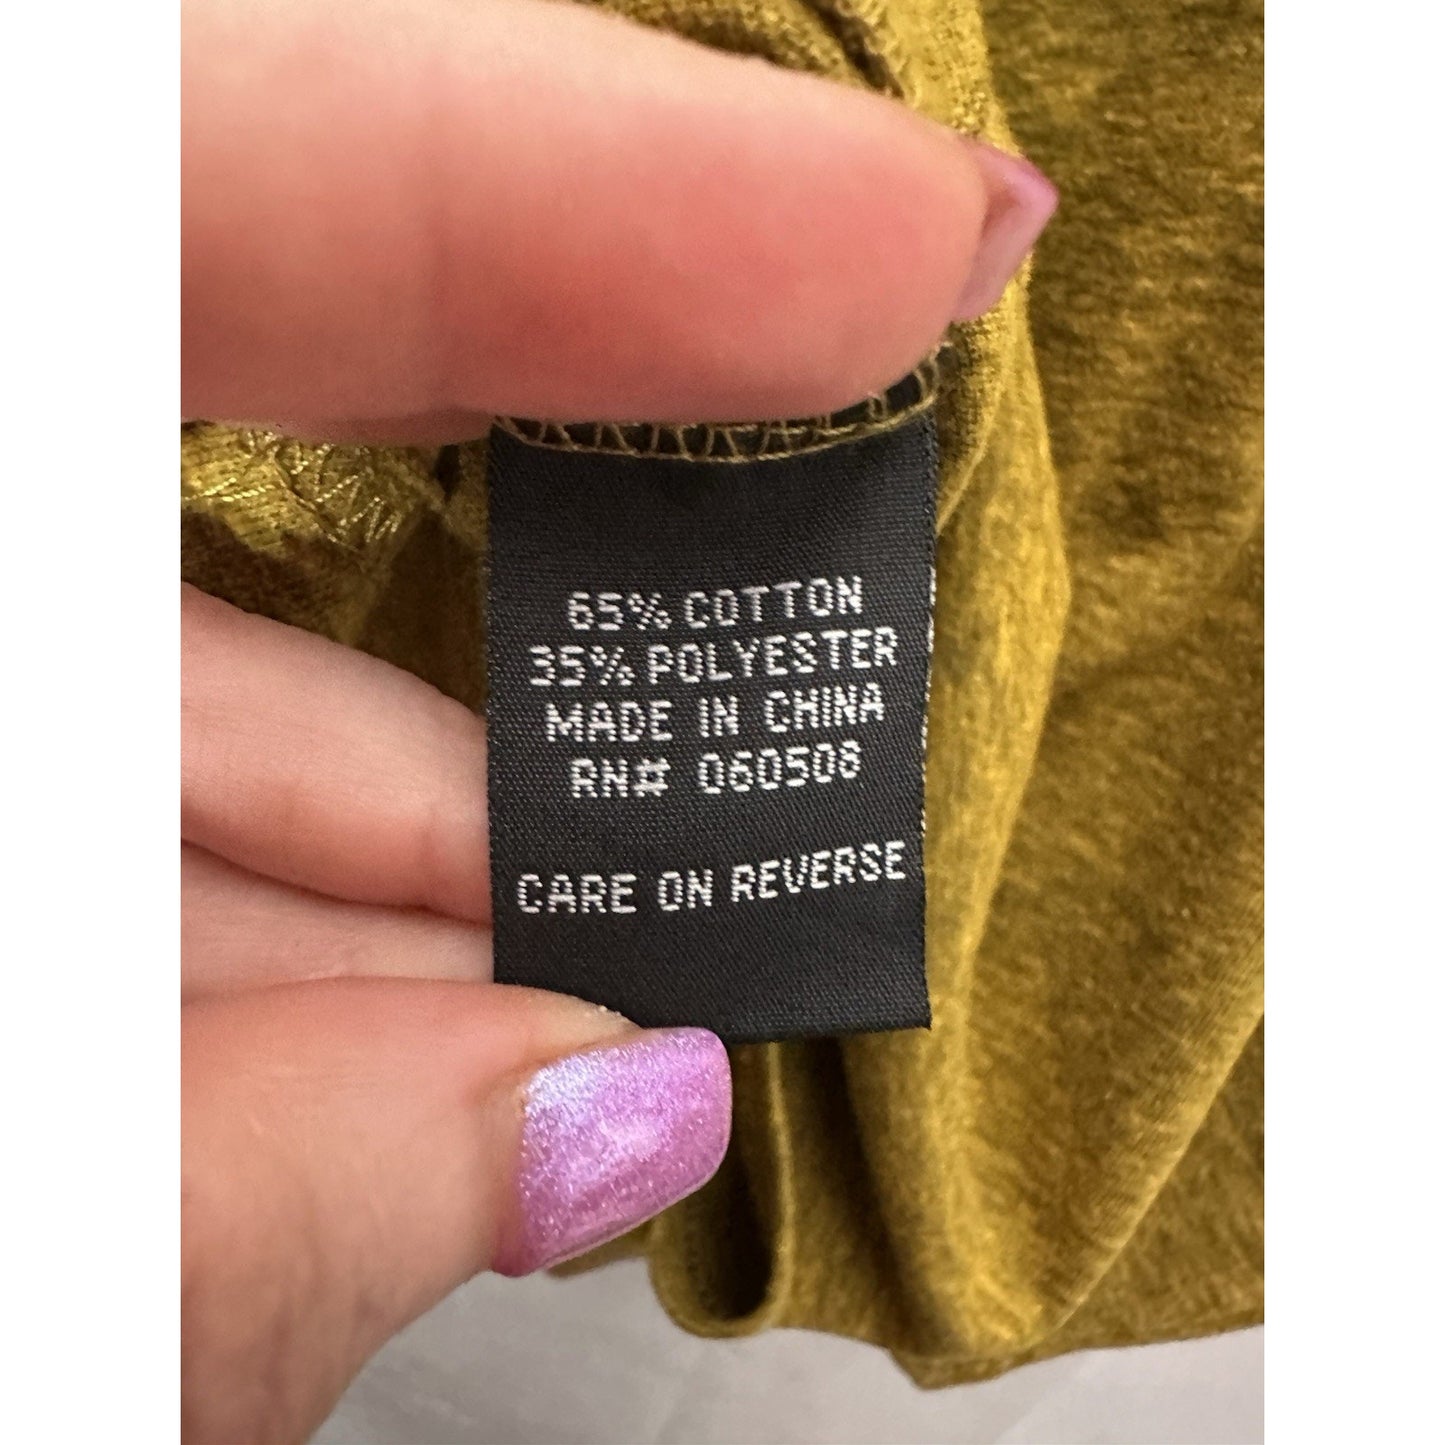 65% COTTON
35% POLYESTER
MADE IN CHINA
RN# 060508
CARE ON REVERSE